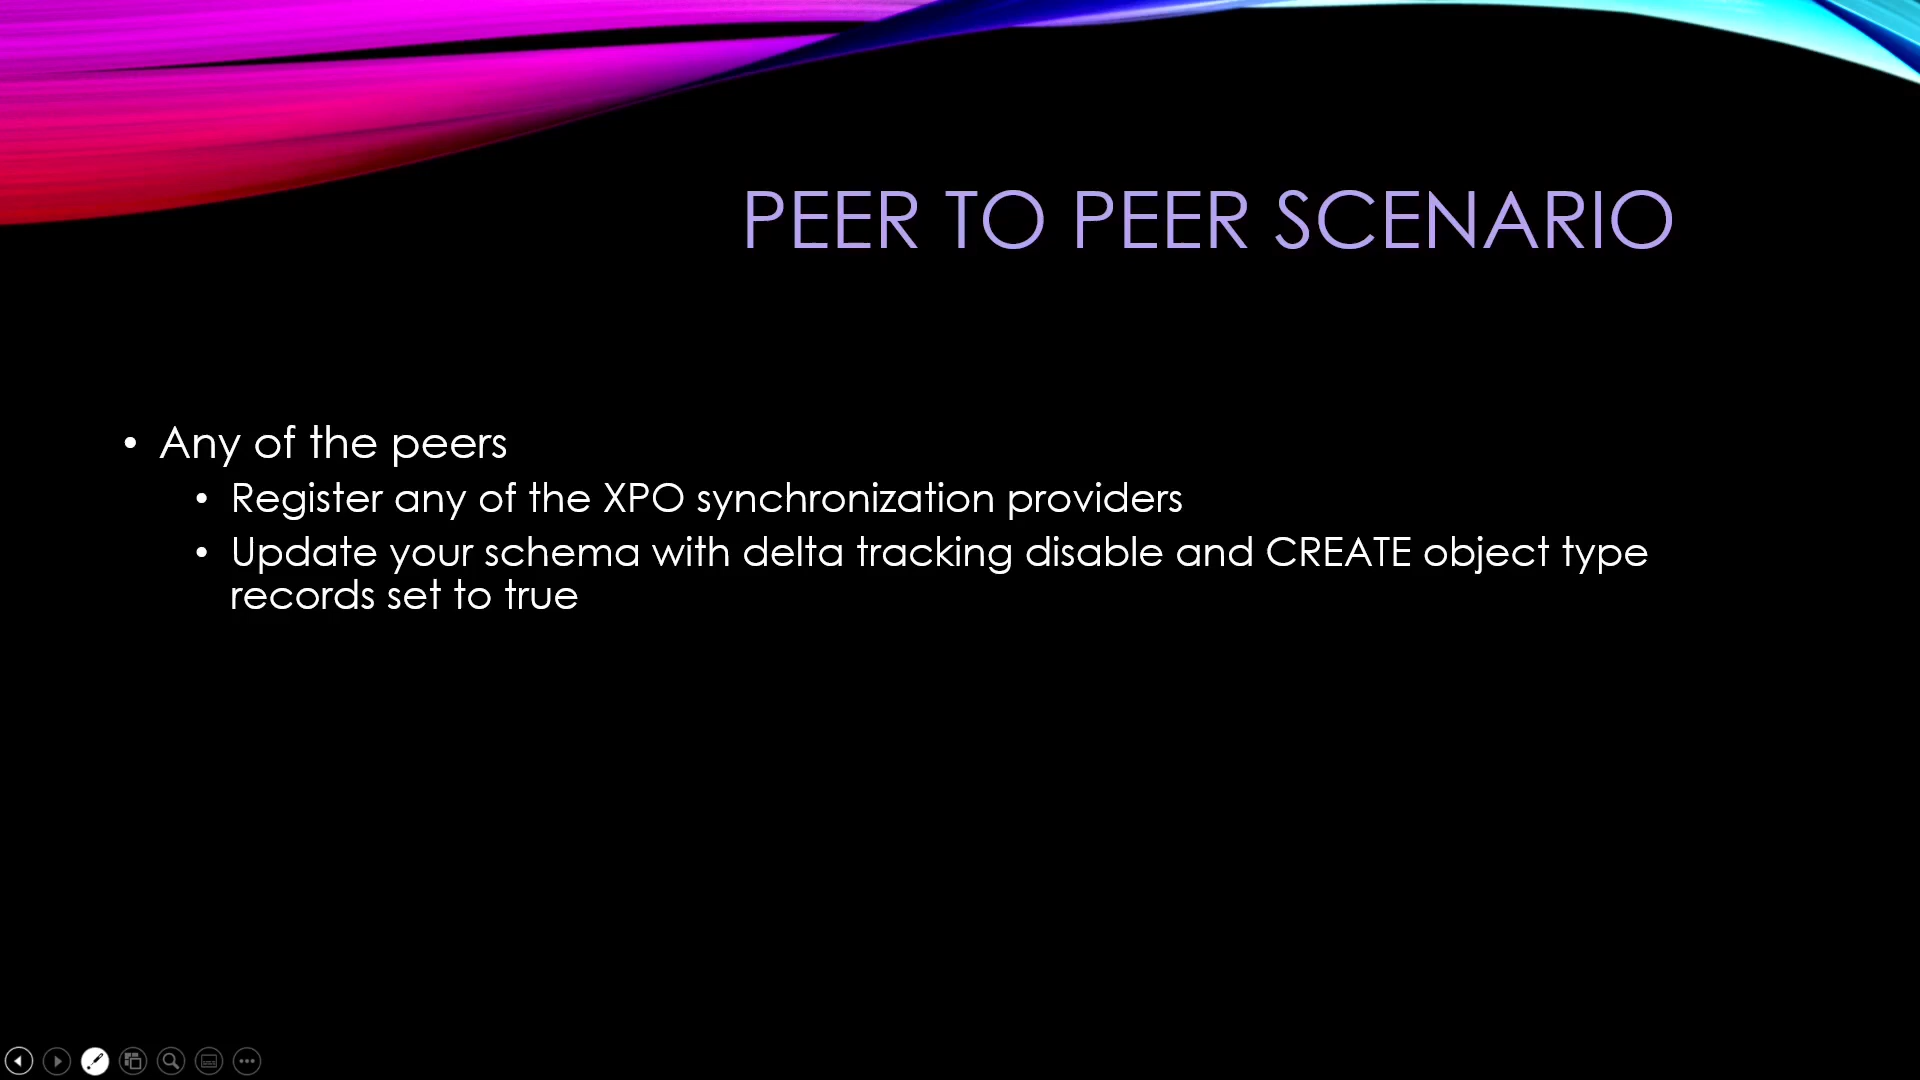 PEER TO PEER SCENARIO
• Any of the peers
• Register any of the XPO synchronization providers
• Update your schema with delta tracking disable and CREATE object type
records set to true